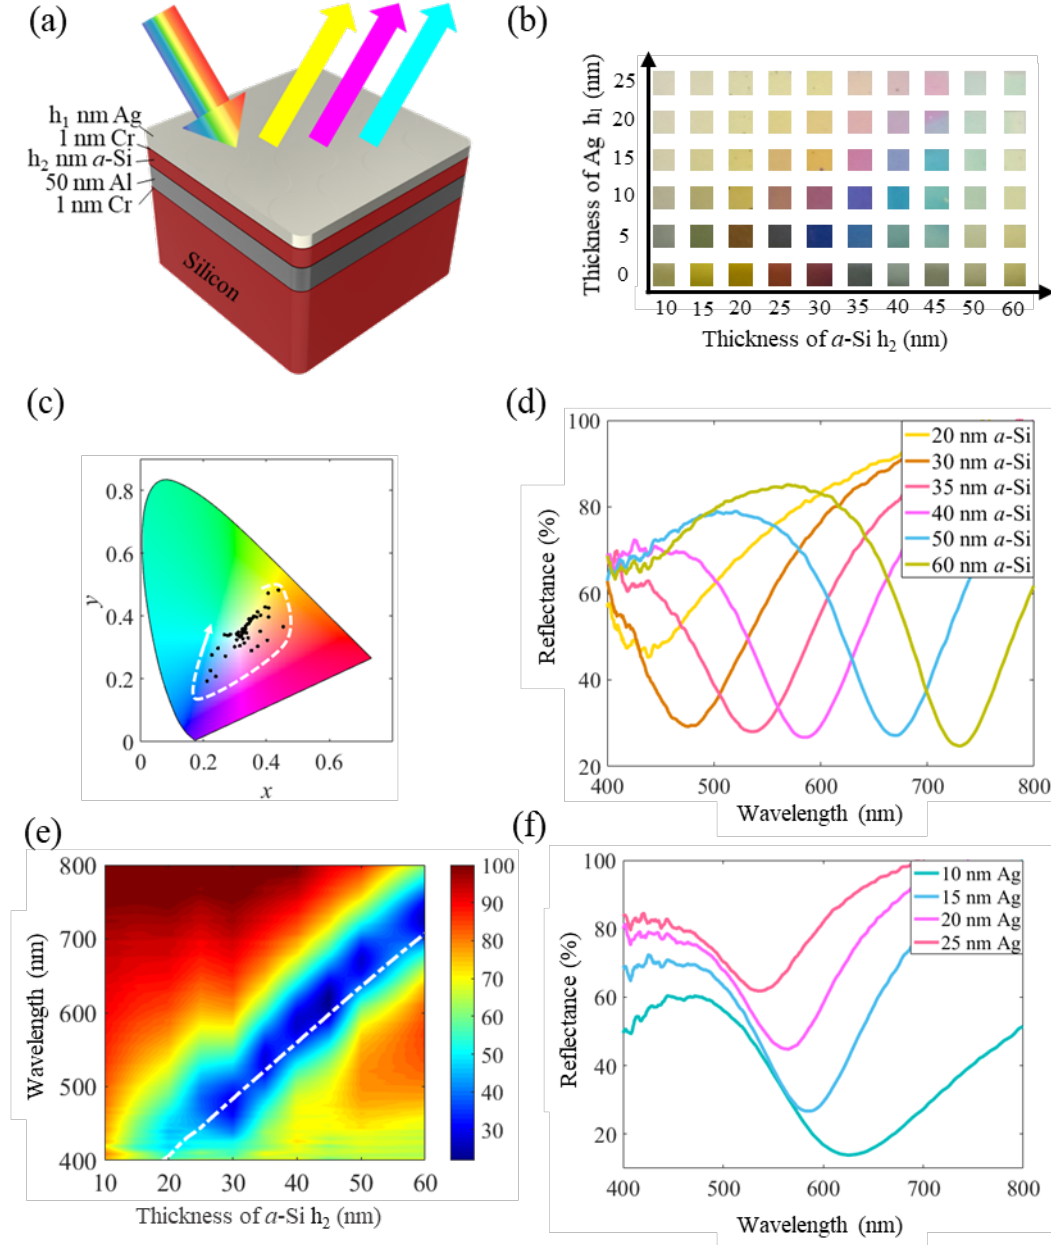 (a)
h₁ nm Ag
1 nm Cr
h₂ nm a-Si
50 nm Al
1 nm Cr
Silicon
(b)
Thickness of Ag h₁ (nm)
25
20
15
10
5
0
10 15 20 25 30 35 40 45 50 60
Thickness of a-Si h₂ (nm)
(c)
y
0.8
0.6
0.4
0.2
0
0 0.2 0.4 0.6
x
(d)
Reflectance (%)
100
80
60
40
20
400 500 600 700 800
Wavelength (nm)
20 nm a-Si
30 nm a-Si
35 nm a-Si
40 nm a-Si
50 nm a-Si
60 nm a-Si
(e)
Wavelength (nm)
800
700
600
500
400
10 20 30 40 50 60
Thickness of a-Si h₂ (nm)
100
90
80
70
60
50
40
30
(f)
Reflectance (%)
100
80
60
40
20
400 500 600 700 800
Wavelength (nm)
10 nm Ag
15 nm Ag
20 nm Ag
25 nm Ag